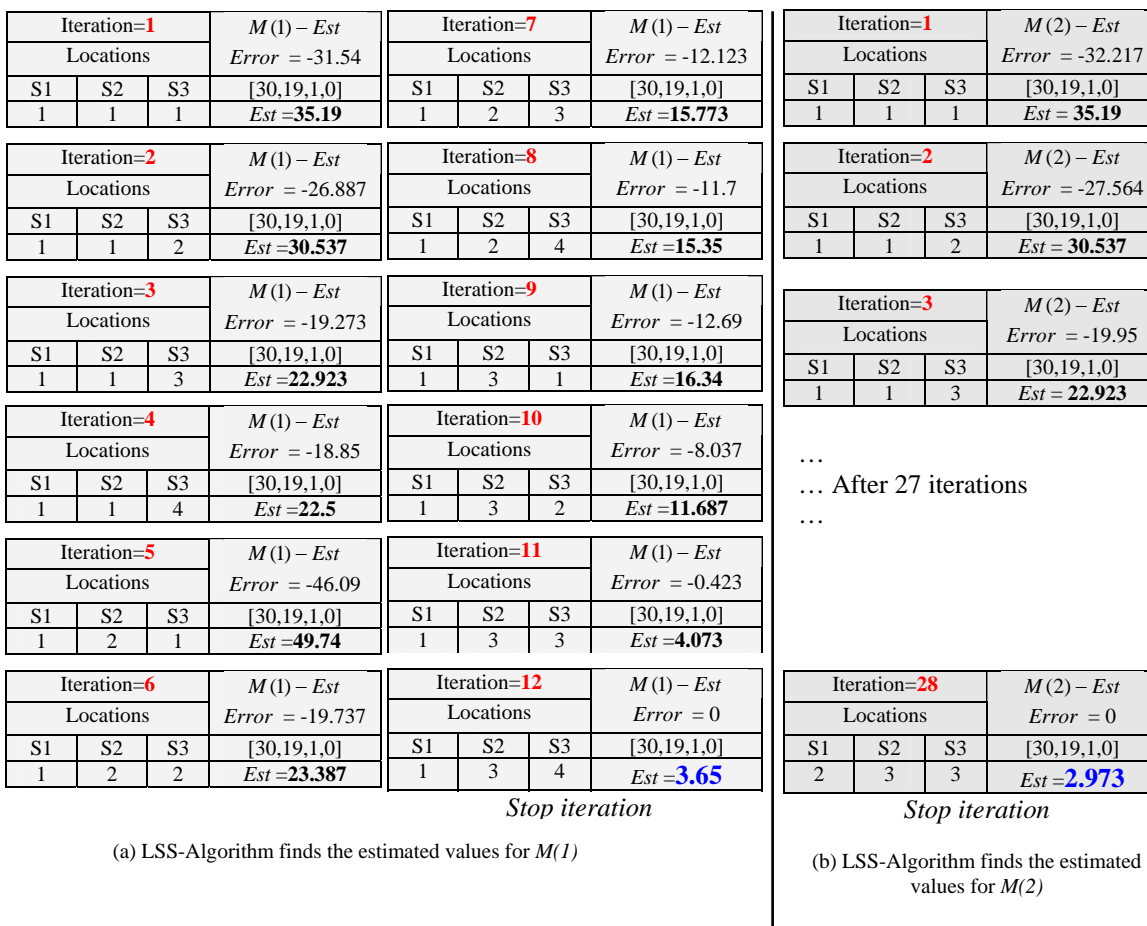 Iteration=1 M(1) – Est
Locations Error = -31.54
S1 S2 S3 [30,19,1,0]
1 1 1 Est =35.19
Iteration=2 M(1) – Est
Locations Error = -26.887
S1 S2 S3 [30,19,1,0]
1 1 2 Est =30.537
Iteration=3 M(1) – Est
Locations Error = -19.273
S1 S2 S3 [30,19,1,0]
1 1 3 Est=22.923
Iteration=4 M(1) – Est
Locations Error = -18.85
S1 S2 S3 [30,19,1,0]
1 1 4 Est=22.5
Iteration=5 M(1) – Est
Locations Error = -46.09
S1 S2 S3 [30,19,1,0]
1 2 1 Est=49.74
Iteration=6 M(1) – Est
Locations Error = -19.737
S1 S2 S3 [30,19,1,0]
1 2 2 Est=23.387
Iteration=7 M(1) – Est
Locations Error = -12.123
S1 S2 S3 [30,19,1,0]
1 2 3 Est=15.773
Iteration=8 M(1) – Est
Locations Error = -11.7
S1 S2 S3 [30,19,1,0]
1 2 4 Est=15.35
Iteration=9 M(1) – Est
Locations Error = -12.69
S1 S2 S3 [30,19,1,0]
1 3 1 Est=16.34
Iteration=10 M(1) – Est
Locations Error = -8.037
S1 S2 S3 [30,19,1,0]
1 3 2 Est=11.687
Iteration=11 M(1) – Est
Locations Error = -0.423
S1 S2 S3 [30,19,1,0]
1 3 3 Est=4.073
Iteration=12 M(1) – Est
Locations Error = 0
S1 S2 S3 [30,19,1,0]
1 3 4 Est=3.65
Stop iteration
(a) LSS-Algorithm finds the estimated values for M(1)
Iteration=1 M(2) – Est
Locations Error = -32.217
S1 S2 S3 [30,19,1,0]
1 1 1 Est = 35.19
Iteration=2 M(2) – Est
Locations Error = -27.564
S1 S2 S3 [30,19,1,0]
1 1 2 Est = 30.537
Iteration=3 M(2) – Est
Locations Error = -19.95
S1 S2 S3 [30,19,1,0]
1 1 3 Est = 22.923
…
… After 27 iterations
…
Iteration=28 M(2) – Est
Locations Error = 0
S1 S2 S3 [30,19,1,0]
2 3 3 Est=2.973
Stop iteration
(b) LSS-Algorithm finds the estimated
values for M(2)